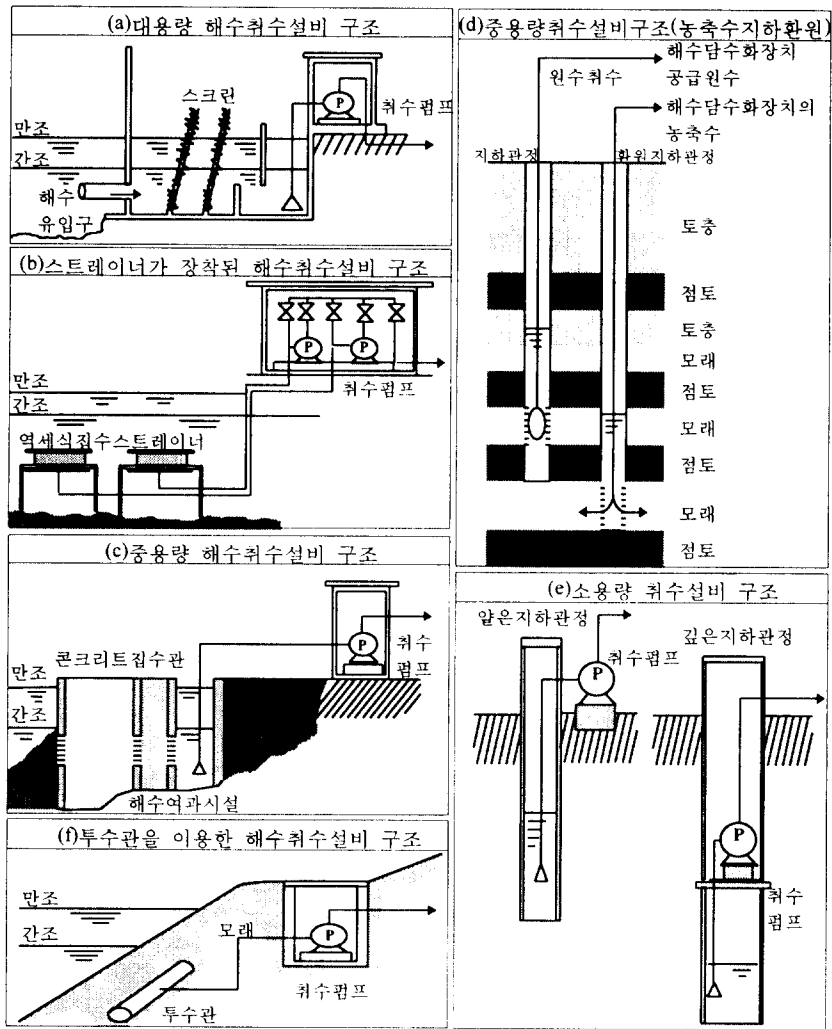 (a)대용량 해수취수설비 구조
스크린
P
취수펌프
만조
간조
해수
유입구
(b)스트레이너가 장착된 해수취수설비 구조
P
P
취수펌프
만조
간조
역세식집수스트레이너
(c)중용량 해수취수설비 구조
P
취수
펌프
콘크리트집수관
만조
간조
해수여과시설
(f)투수관을 이용한 해수취수설비 구조
만조
간조
모래
P
취수펌프
투수관
(d)중용량취수설비구조(농축수지하환원)
해수담수화장치
원수취수
공급원수
해수담수화장치의
농축수
지하관정
환원지하관정
토층
점토
토층
모래
점토
모래
점토
모래
점토
(e)소용량 취수설비 구조
얕은지하관정
취수펌프
깊은지하관정
P
P
취수
펌프